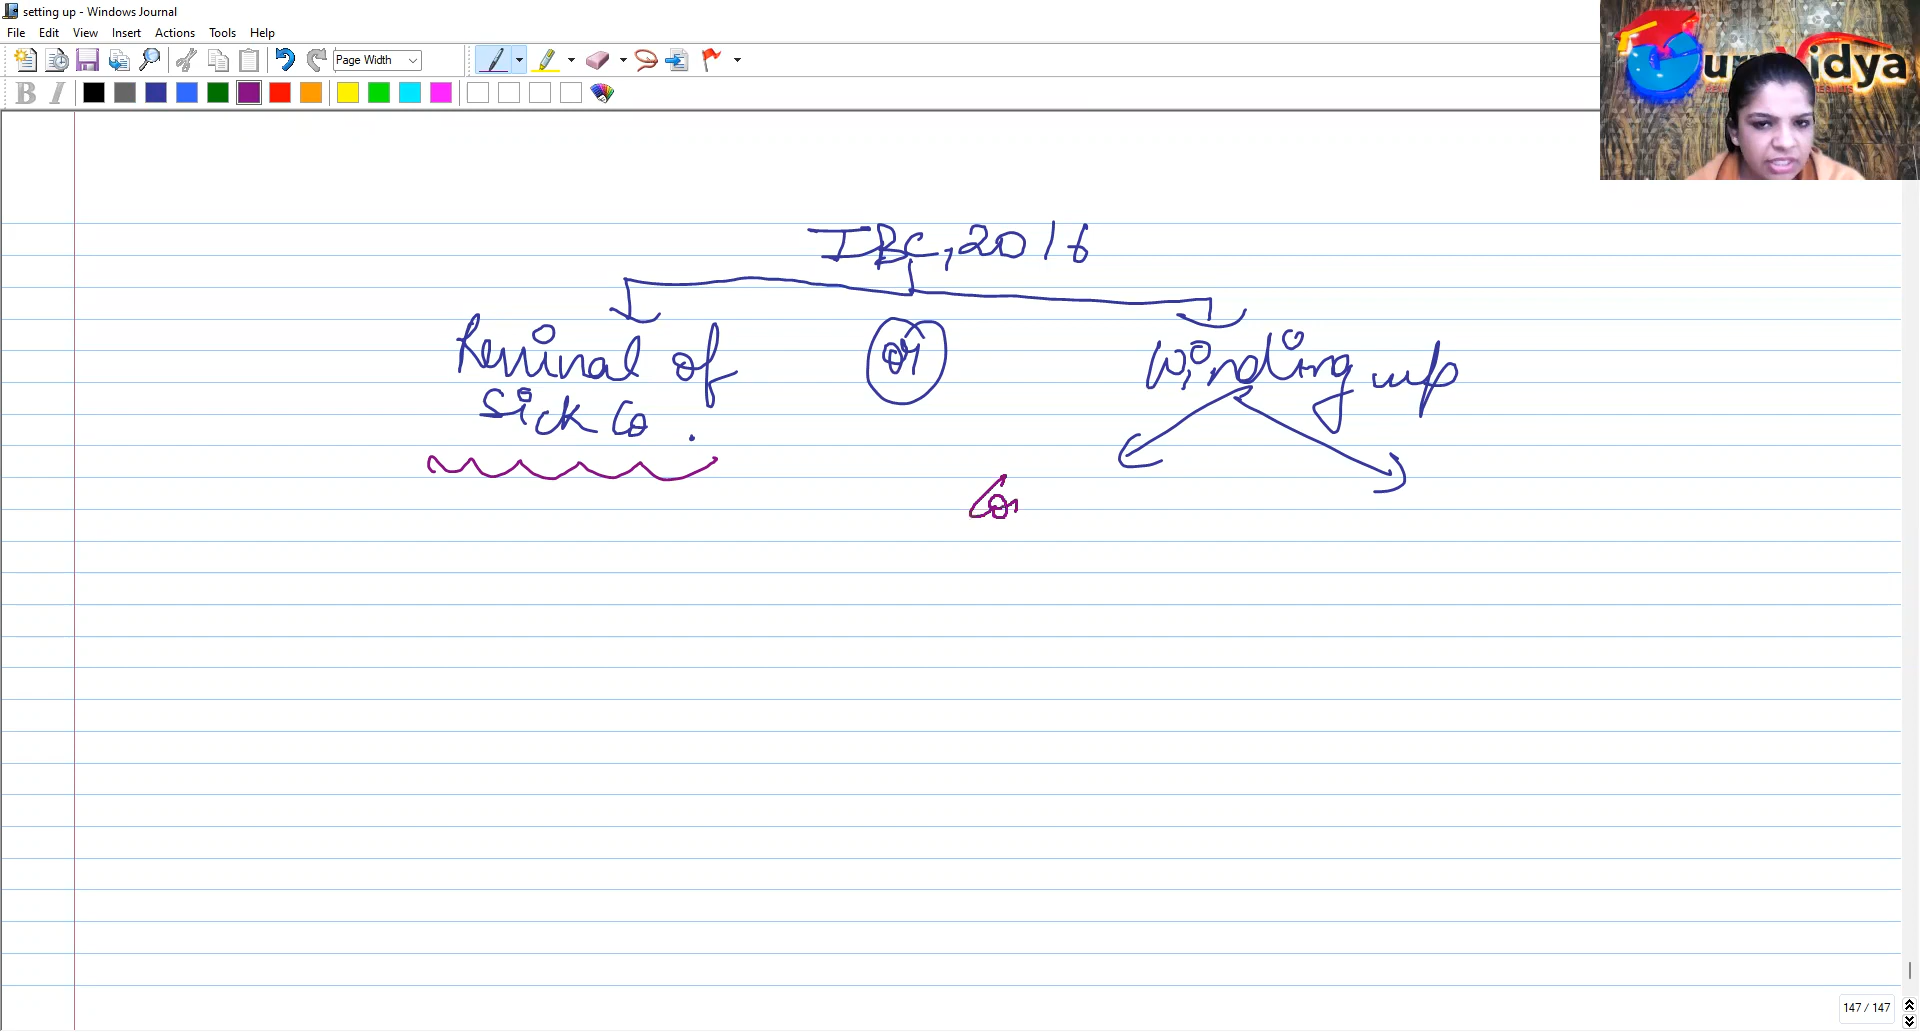 setting up - Windows Journal
File Edit View Insert Actions Tools Help
Page Width
B I
IBC, 2016
Revival of
Sick Co.
or
Winding up
Con
147 / 147